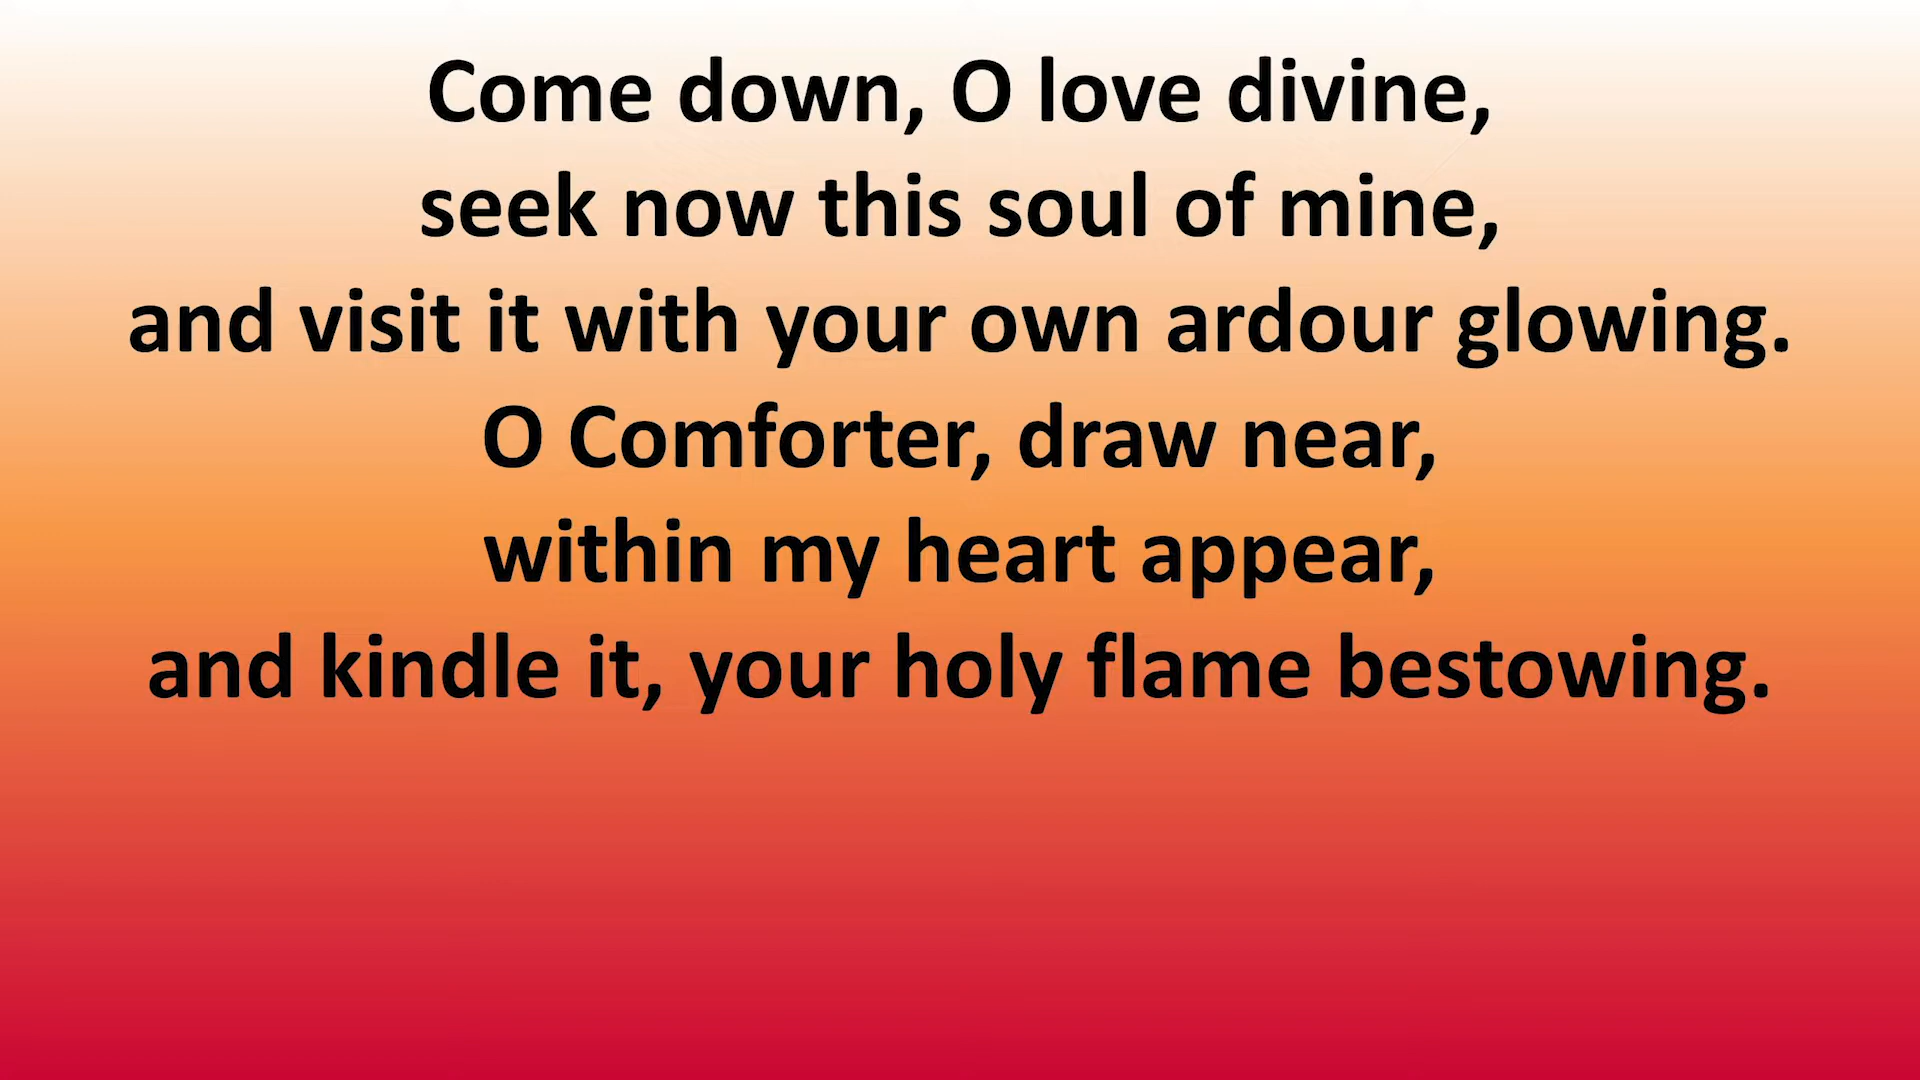 Come down, O love divine,
seek now this soul of mine,
and visit it with your own ardour glowing.
O Comforter, draw near,
within my heart appear,
and kindle it, your holy flame bestowing.